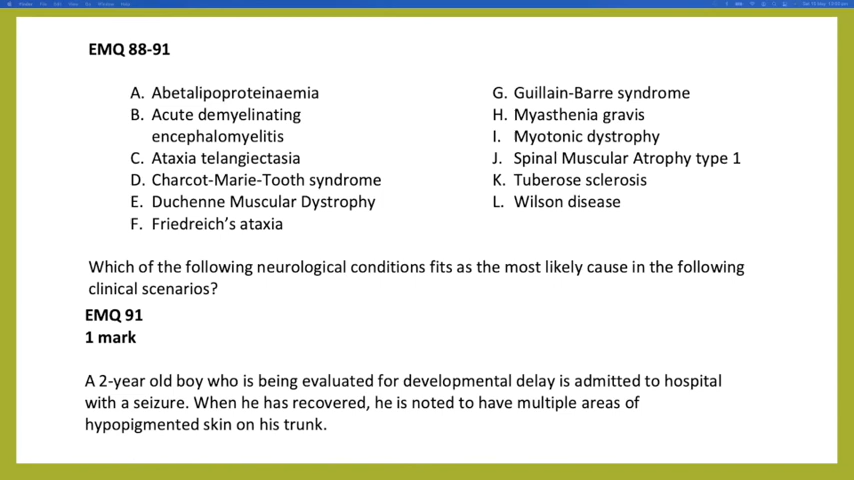 EMQ 88-91
A. Abetalipoproteinaemia
B. Acute demyelinating
encephalomyelitis
C. Ataxia telangiectasia
D. Charcot-Marie-Tooth syndrome
E. Duchenne Muscular Dystrophy
F. Friedreich's ataxia
G. Guillain-Barre syndrome
H. Myasthenia gravis
I. Myotonic dystrophy
J. Spinal Muscular Atrophy type 1
K. Tuberose sclerosis
L. Wilson disease
Which of the following neurological conditions fits as the most likely cause in the following
clinical scenarios?
EMQ 91
1 mark
A 2-year old boy who is being evaluated for developmental delay is admitted to hospital
with a seizure. When he has recovered, he is noted to have multiple areas of
hypopigmented skin on his trunk.